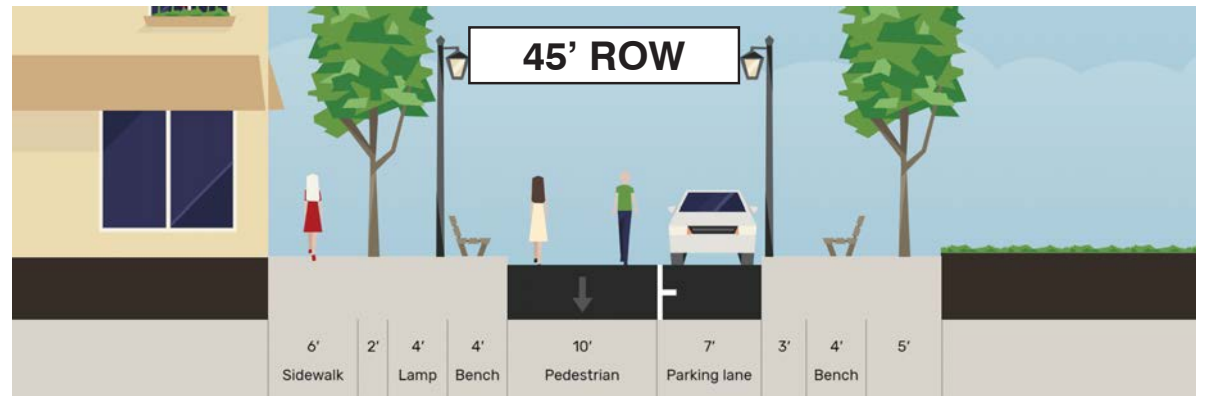 45’ ROW
6’ 2’ 4’ 4’ 10’ 7’ 3’ 4’ 5’
Sidewalk Lamp Bench Pedestrian Parking lane Bench